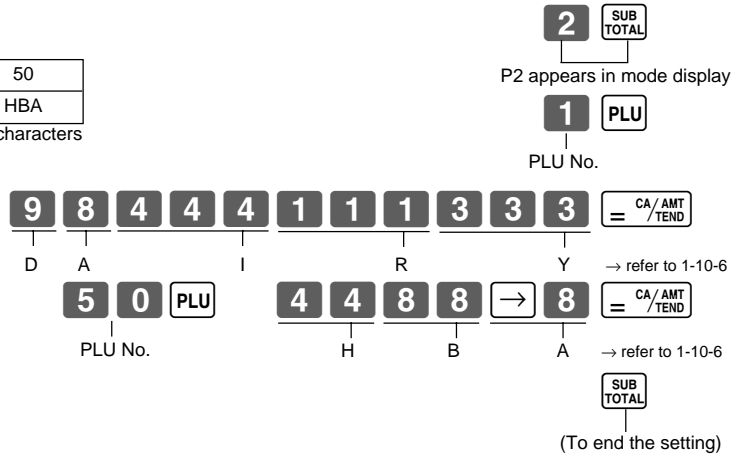 2 SUB TOTAL
P2 appears in mode display
50
HBA
characters
1 PLU
PLU No.
9 8 4 4 4 1 1 1 3 3 3 = CA/AMT /TEND
D A I R Y → refer to 1-10-6
5 0 PLU 4 4 8 8 → 8 = CA/AMT /TEND
PLU No. H B A → refer to 1-10-6
SUB TOTAL
(To end the setting)